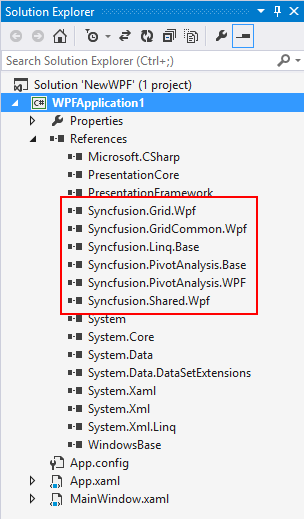 Solution Explorer
Search Solution Explorer (Ctrl+;)
Solution 'NewWPF' (1 project)
C# WPFApplication1
Properties
References
Microsoft.CSharp
PresentationCore
PresentationFramework
Syncfusion.Grid.Wpf
Syncfusion.GridCommon.Wpf
Syncfusion.Linq.Base
Syncfusion.PivotAnalysis.Base
Syncfusion.PivotAnalysis.WPF
Syncfusion.Shared.Wpf
System
System.Core
System.Data
System.Data.DataSetExtensions
System.Xaml
System.Xml
System.Xml.Linq
WindowsBase
App.config
App.xaml
MainWindow.xaml